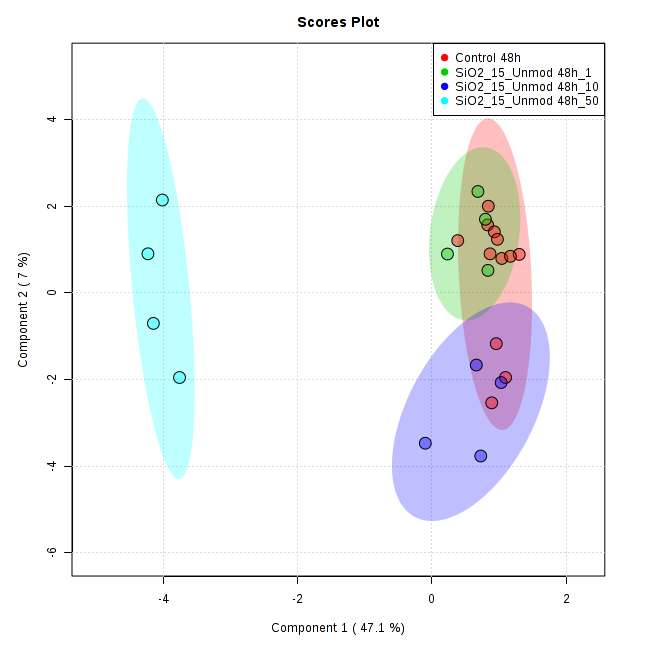 Scores Plot
Control 48h
SiO2_15_Unmod 48h_1
SiO2_15_Unmod 48h_10
SiO2_15_Unmod 48h_50
4
2
0
-2
-4
-6
Component 2 ( 7 %)
-4
-2
0
2
Component 1 ( 47.1 %)